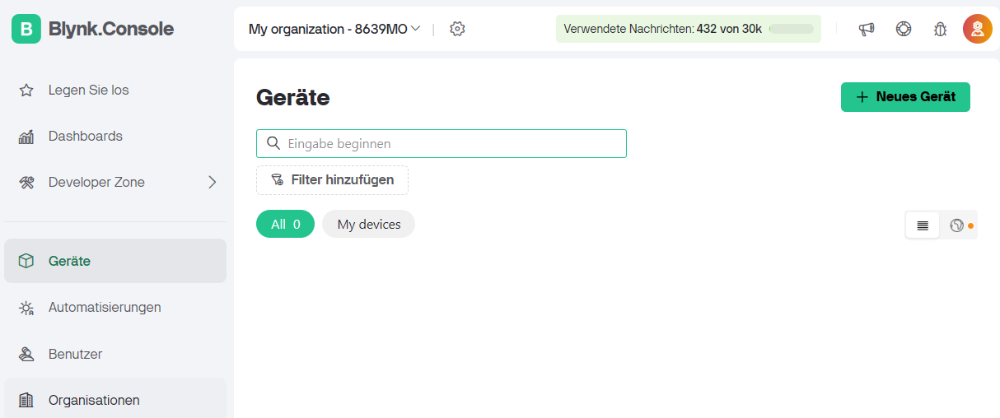 B Blynk.Console
My organization - 8639MO
Verwendete Nachrichten: 432 von 30k
Legen Sie los
Dashboards
Developer Zone
Geräte
Automatisierungen
Benutzer
Organisationen
Geräte
+ Neues Gerät
Eingabe beginnen
Filter hinzufügen
All 0
My devices